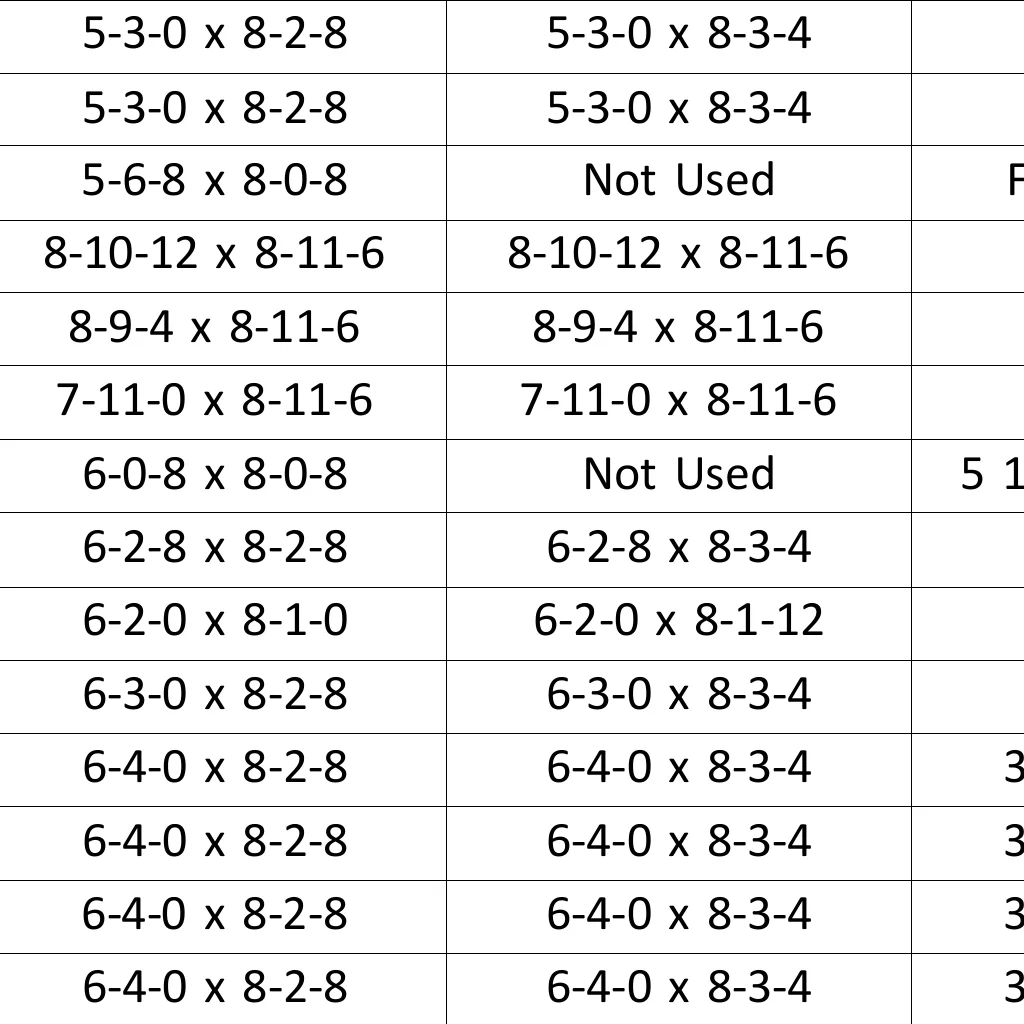 5-3-0 x 8-2-8 5-3-0 x 8-3-4
5-3-0 x 8-2-8 5-3-0 x 8-3-4
5-6-8 x 8-0-8 Not Used F
8-10-12 x 8-11-6 8-10-12 x 8-11-6
8-9-4 x 8-11-6 8-9-4 x 8-11-6
7-11-0 x 8-11-6 7-11-0 x 8-11-6
6-0-8 x 8-0-8 Not Used 5 1
6-2-8 x 8-2-8 6-2-8 x 8-3-4
6-2-0 x 8-1-0 6-2-0 x 8-1-12
6-3-0 x 8-2-8 6-3-0 x 8-3-4
6-4-0 x 8-2-8 6-4-0 x 8-3-4 3
6-4-0 x 8-2-8 6-4-0 x 8-3-4 3
6-4-0 x 8-2-8 6-4-0 x 8-3-4 3
6-4-0 x 8-2-8 6-4-0 x 8-3-4 3